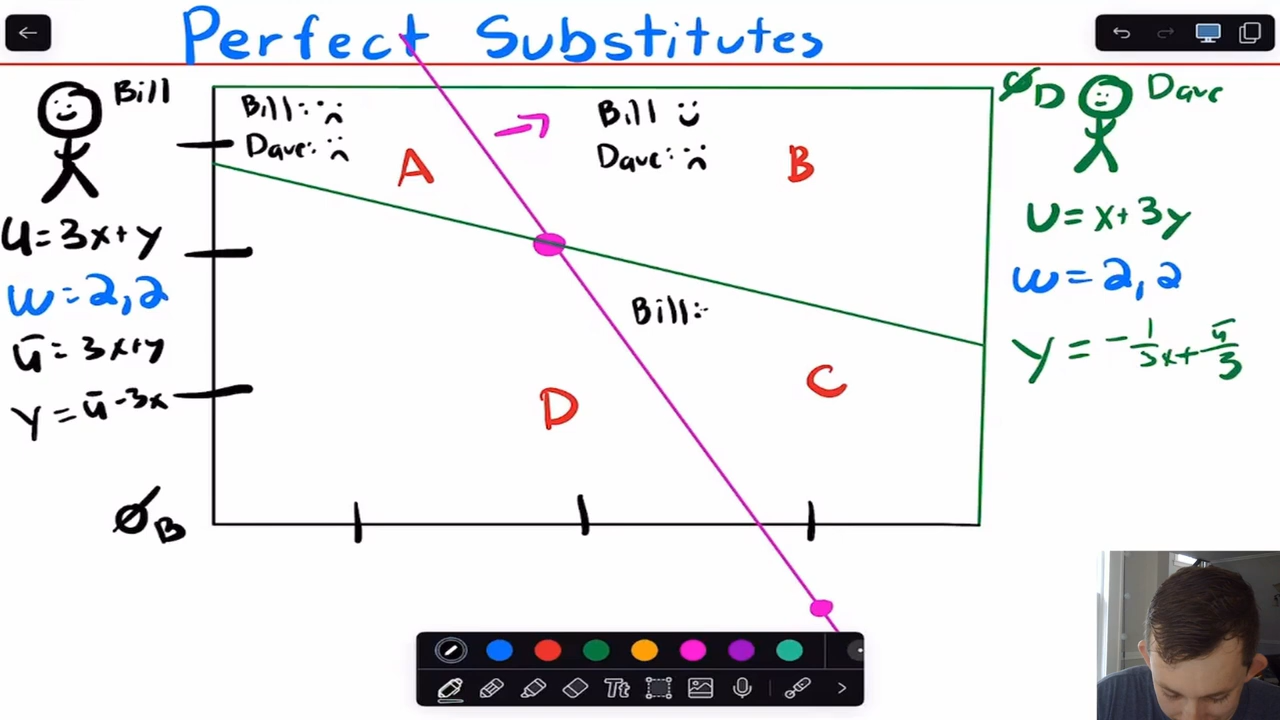 Perfect Substitutes
Bill
u=3x+y
w=2,2
ū=3x+y
y=ū-3x
ØB
Bill:
Dave:
A
Bill
Dave:
B
Bill:
C
D
ØD
Dave
U=x+3y
w=2,2
y=-1/3x+ū/3
Tt